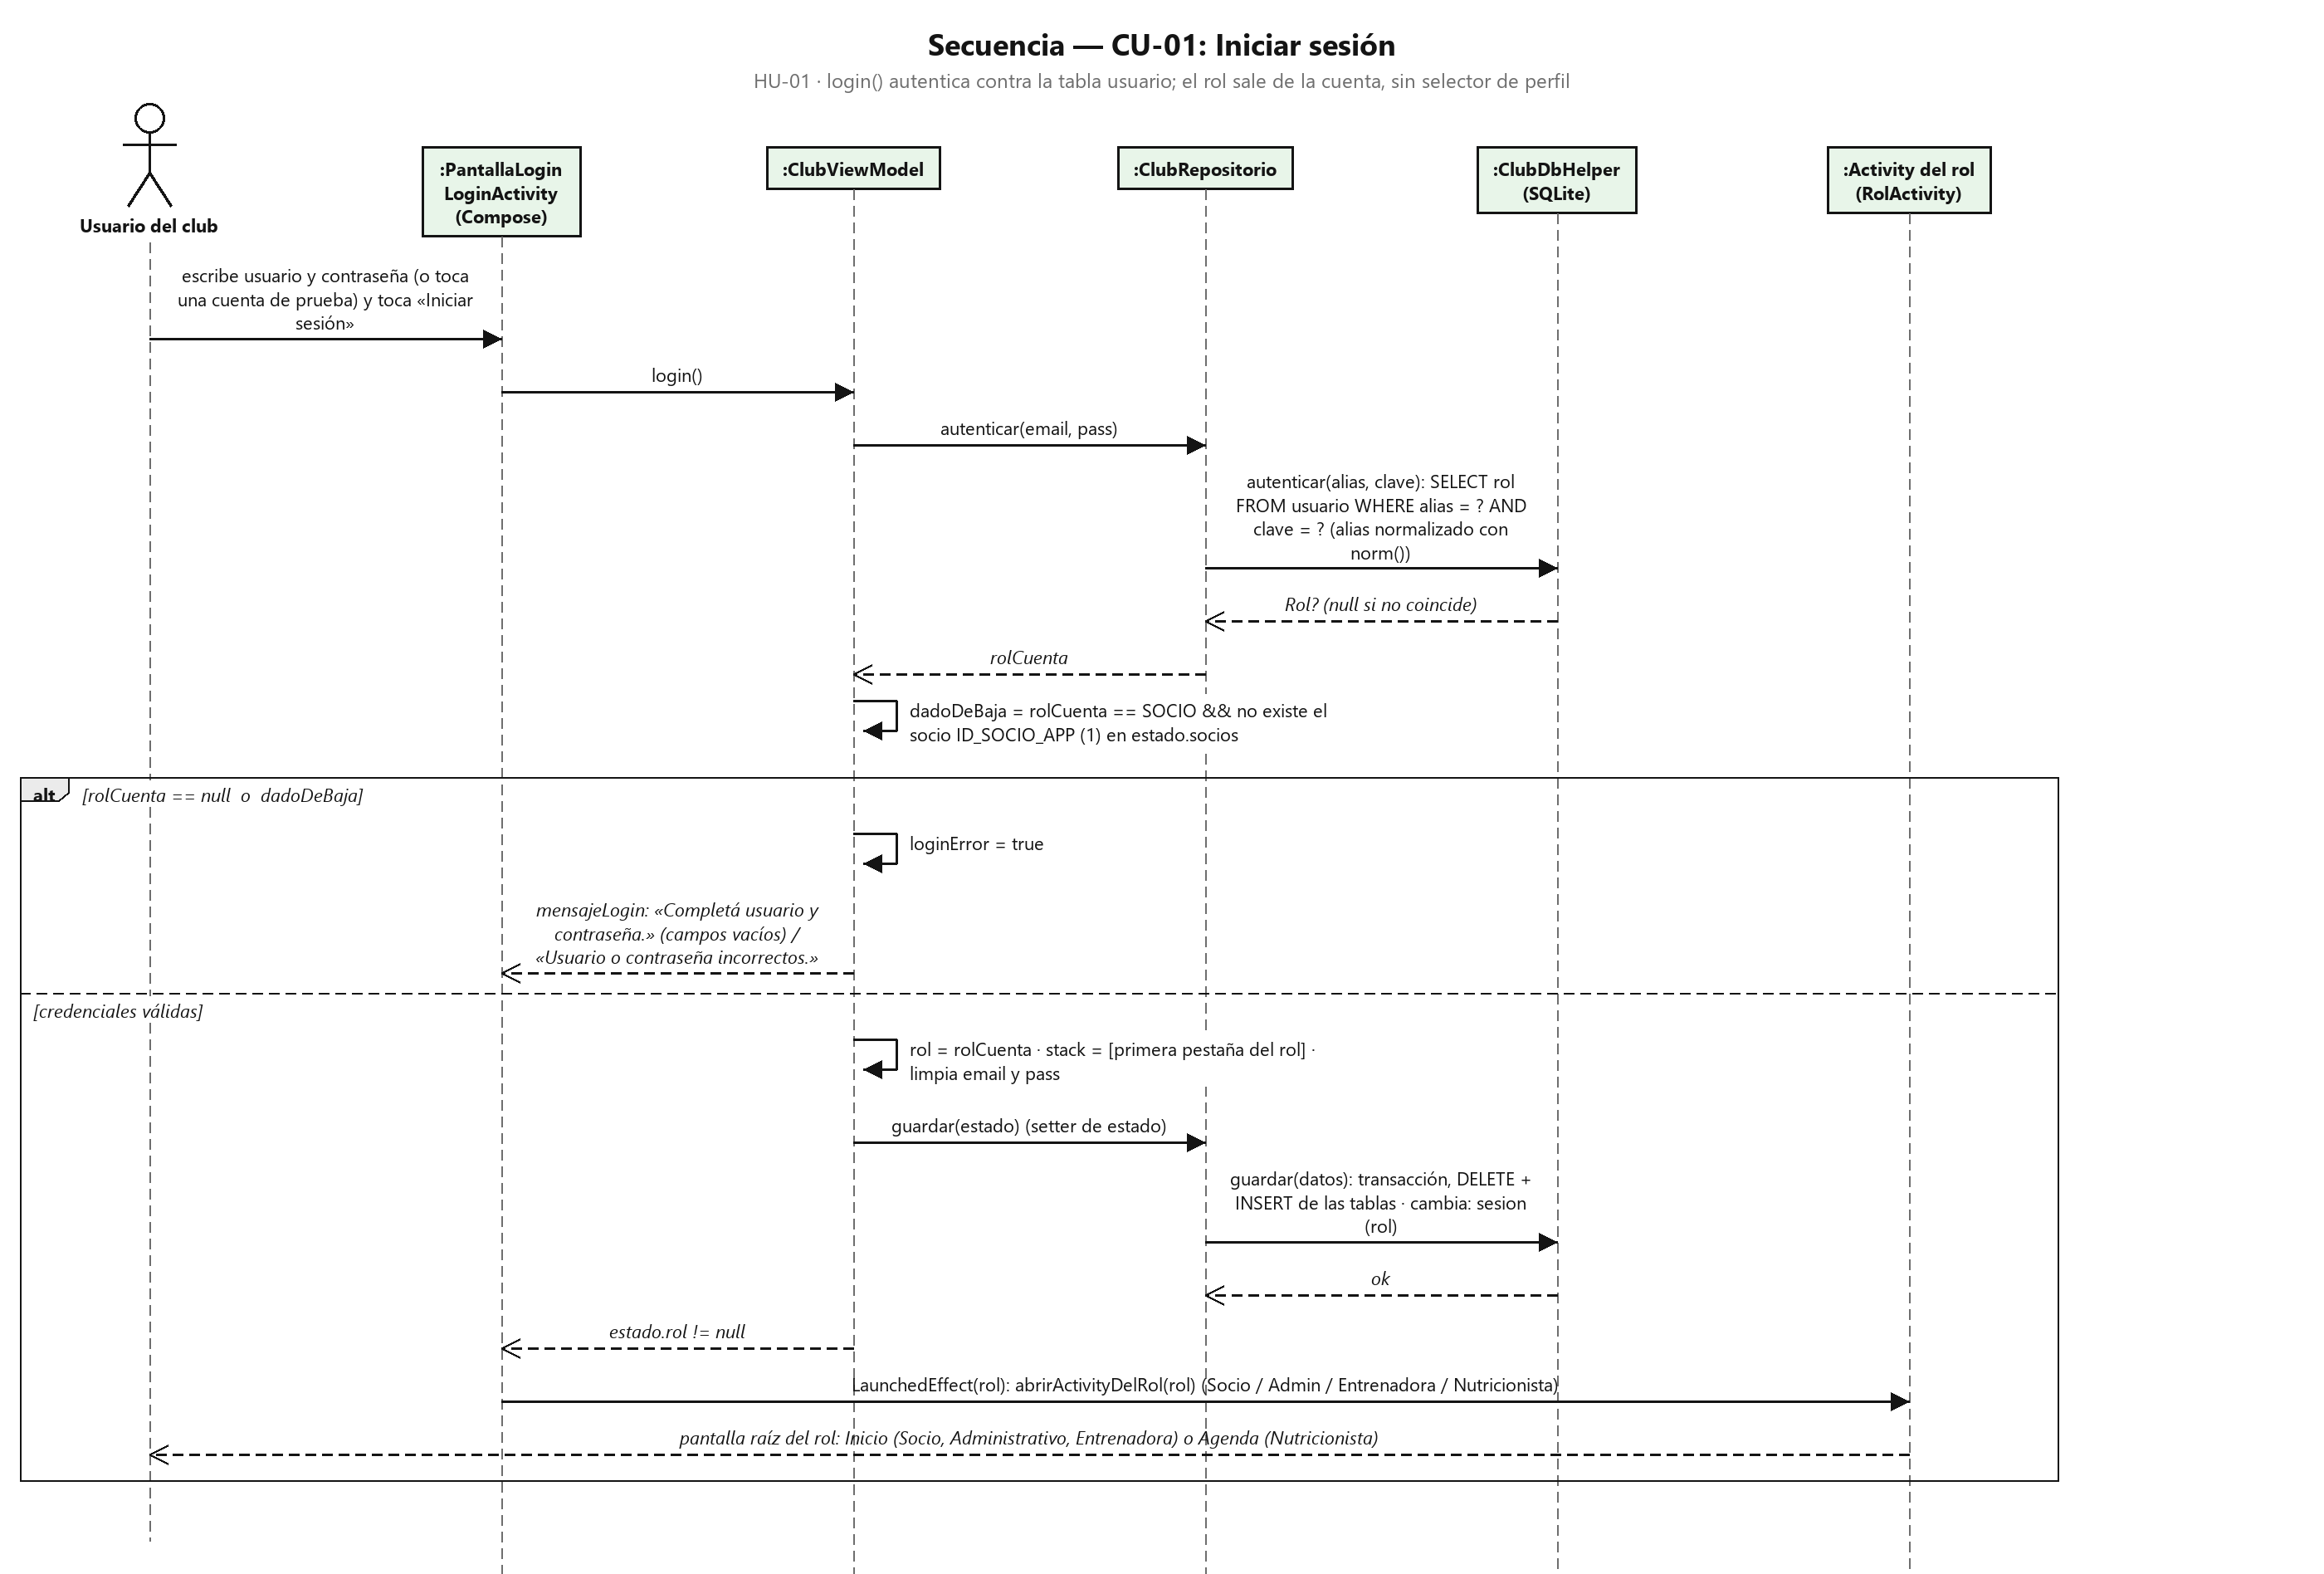 Secuencia — CU-01: Iniciar sesión
HU-01 · login() autentica contra la tabla usuario; el rol sale de la cuenta, sin selector de perfil
Usuario del club
:PantallaLogin
LoginActivity
(Compose)
:ClubViewModel
:ClubRepositorio
:ClubDbHelper
(SQLite)
:Activity del rol
(RolActivity)
escribe usuario y contraseña (o toca
una cuenta de prueba) y toca «Iniciar
sesión»
login()
autenticar(email, pass)
autenticar(alias, clave): SELECT rol
FROM usuario WHERE alias = ? AND
clave = ? (alias normalizado con
norm())
Rol? (null si no coincide)
rolCuenta
dadoDeBaja = rolCuenta == SOCIO && no existe el
socio ID_SOCIO_APP (1) en estado.socios
alt
[rolCuenta == null o dadoDeBaja]
loginError = true
mensajeLogin: «Completá usuario y
contraseña.» (campos vacíos) /
«Usuario o contraseña incorrectos.»
[credenciales válidas]
rol = rolCuenta · stack = [primera pestaña del rol] ·
limpia email y pass
guardar(estado) (setter de estado)
guardar(datos): transacción, DELETE +
INSERT de las tablas · cambia: sesion
(rol)
ok
estado.rol != null
LaunchedEffect(rol): abrirActivityDelRol(rol) (Socio / Admin / Entrenadora / Nutricionista)
pantalla raíz del rol: Inicio (Socio, Administrativo, Entrenadora) o Agenda (Nutricionista)